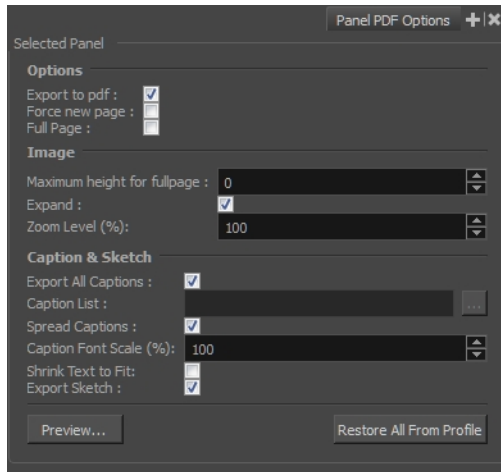 Panel PDF Options
Selected Panel
Options
Export to pdf :
Force new page :
Full Page :
Image
Maximum height for fullpage : 0
Expand :
Zoom Level (%): 100
Caption & Sketch
Export All Captions :
Caption List : ...
Spread Captions :
Caption Font Scale (%): 100
Shrink Text to Fit:
Export Sketch :
Preview... Restore All From Profile